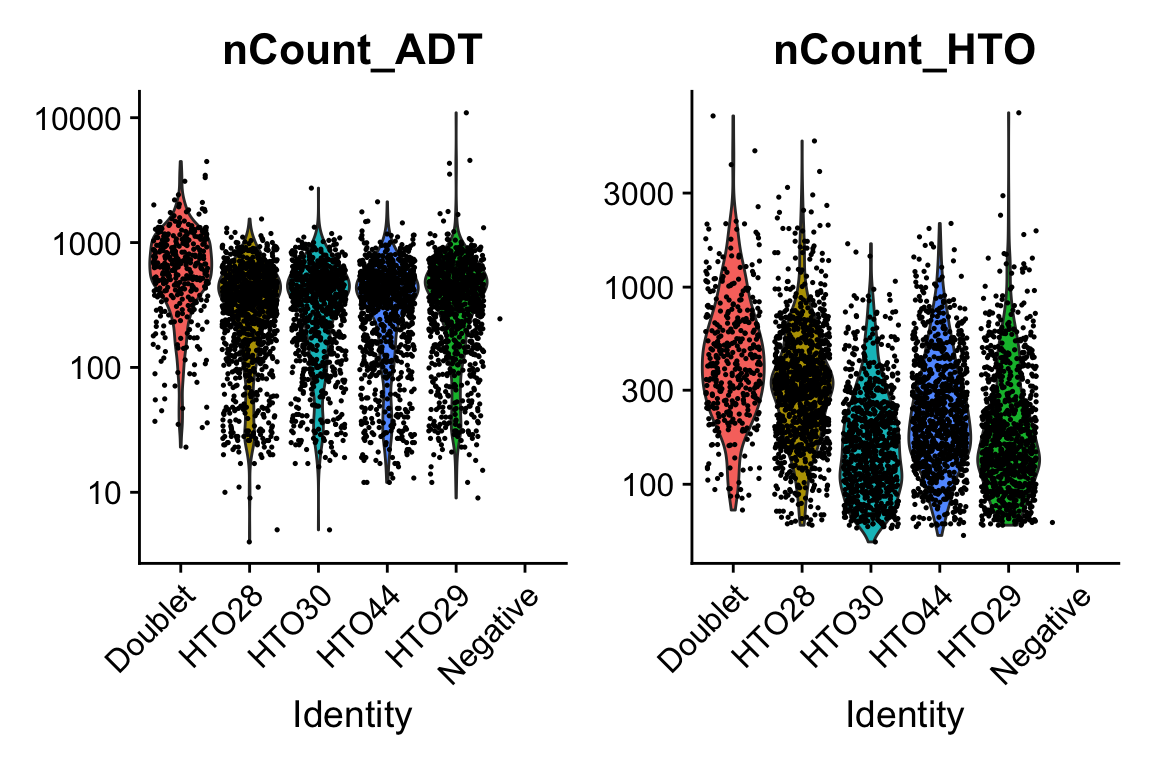 nCount_ADT
10000
1000
100
10
Doublet
HTO28
HTO30
HTO44
HTO29
Negative
Identity
nCount_HTO
3000
1000
300
100
Doublet
HTO28
HTO30
HTO44
HTO29
Negative
Identity